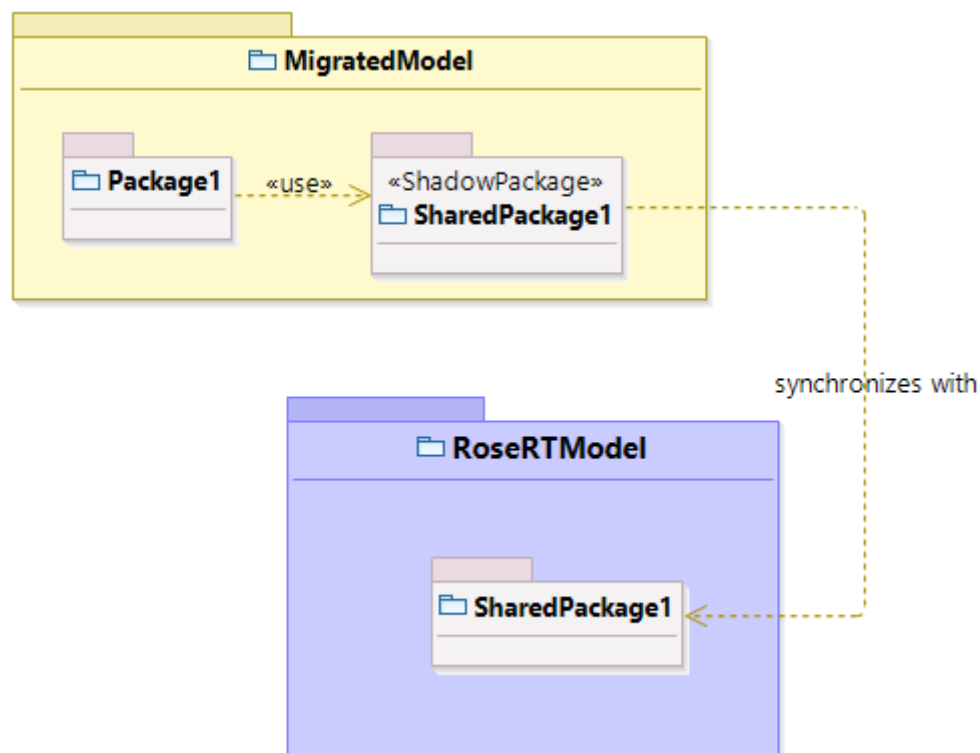 MigratedModel
Package1
«use»
«ShadowPackage»
SharedPackage1
synchronizes with
RoseRTModel
SharedPackage1